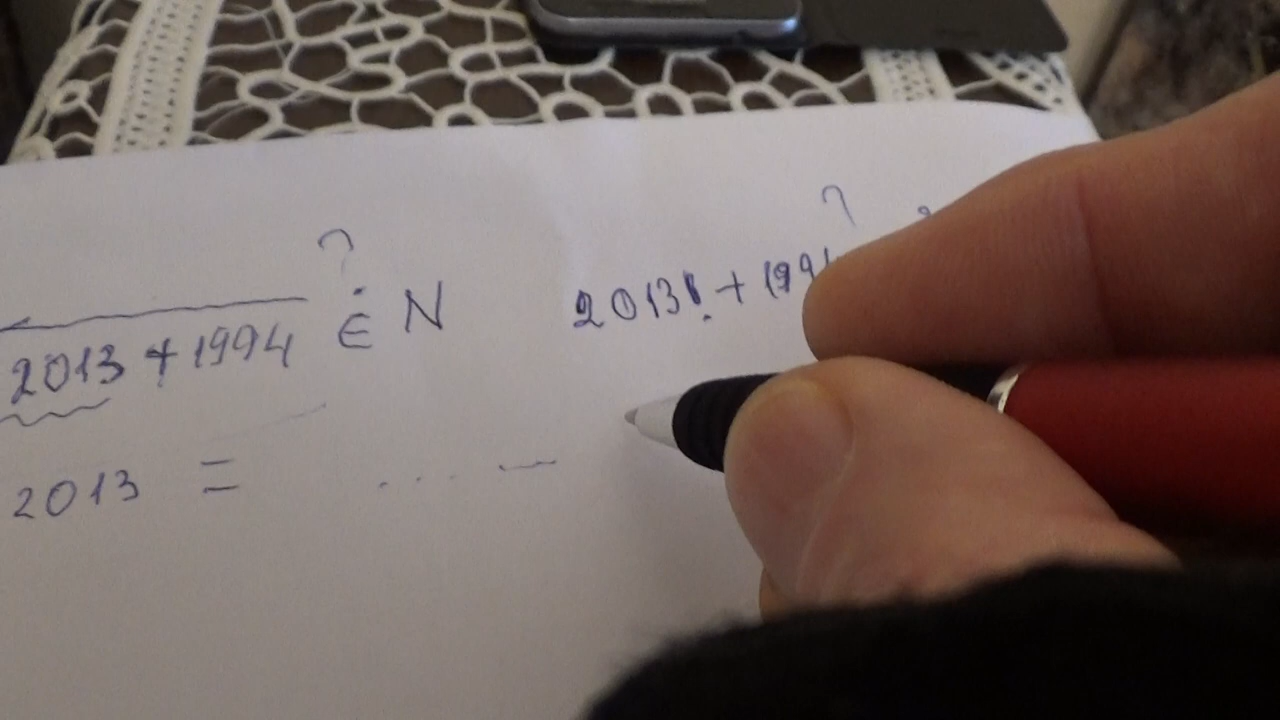 ?
2013 + 1994 ∈ N
?
2013! + 199
2013 = .... —